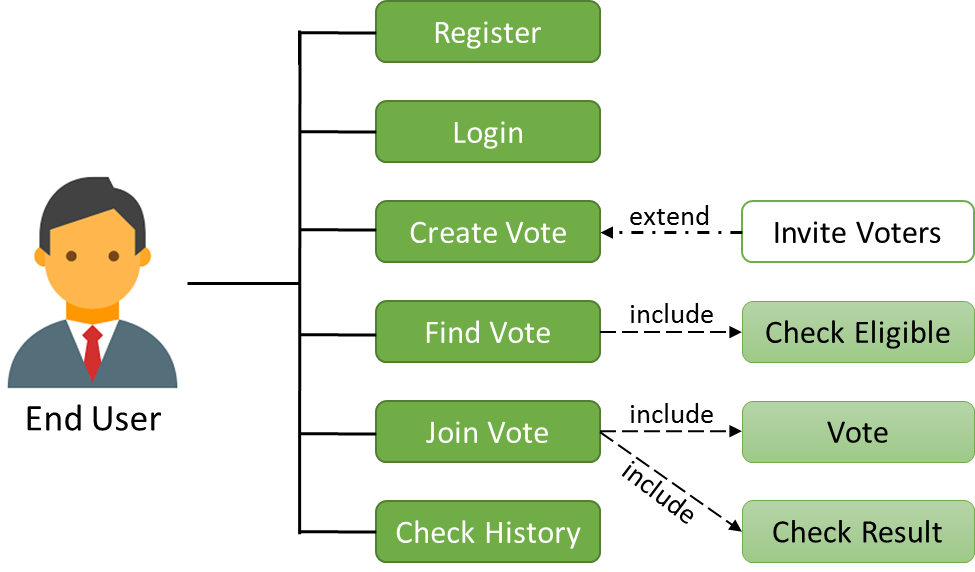 Register
Login
Create Vote
extend
Invite Voters
Find Vote
include
Check Eligible
End User
Join Vote
include
Vote
include
Check History
Check Result